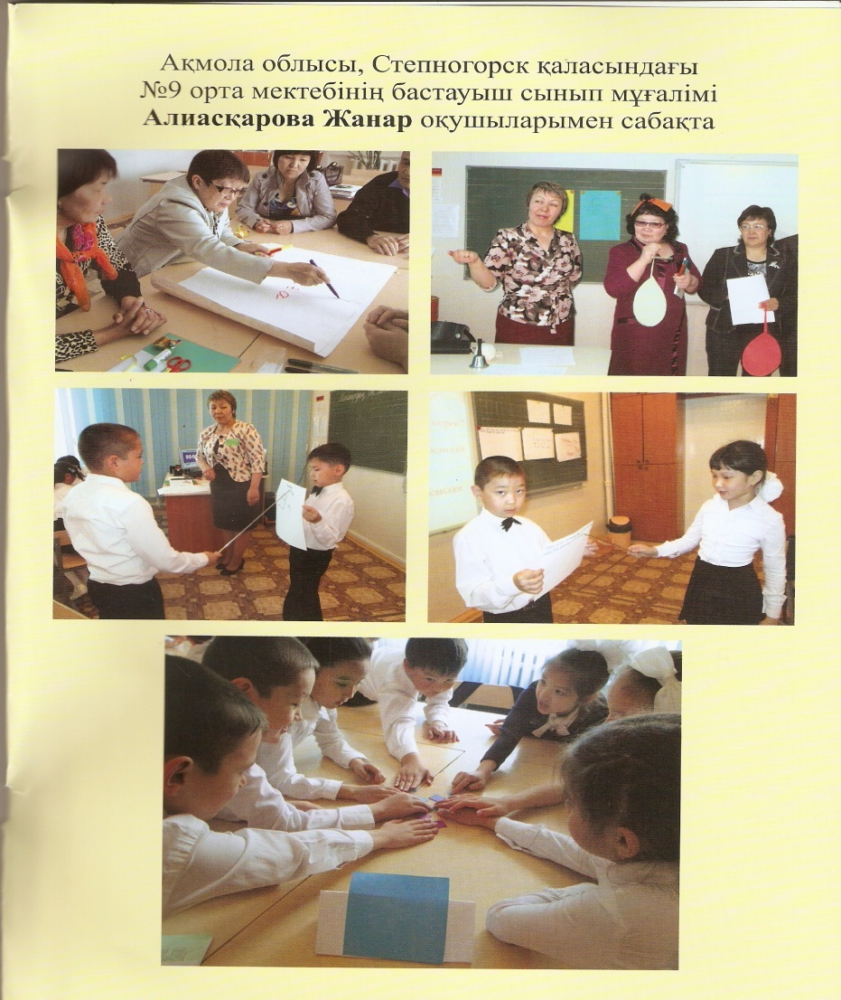 Ақмола облысы, Степногорск қаласындағы
№9 орта мектебінің бастауыш сынып мұғалімі
Алиасқарова Жанар оқушыларымен сабақта